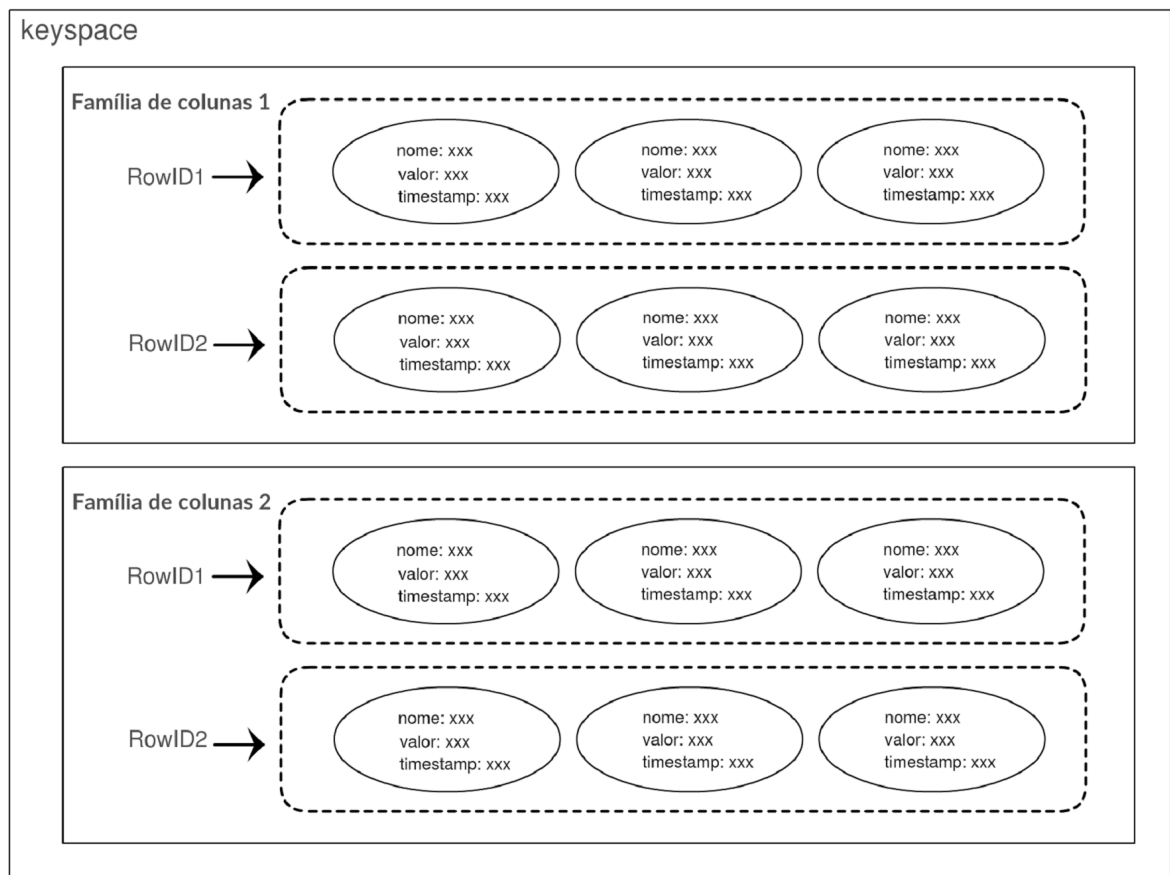 keyspace
Família de colunas 1
RowID1
nome: xxx
valor: xxx
timestamp: xxx
nome: xxx
valor: xxx
timestamp: xxx
nome: xxx
valor: xxx
timestamp: xxx
RowID2
nome: xxx
valor: xxx
timestamp: xxx
nome: xxx
valor: xxx
timestamp: xxx
nome: xxx
valor: xxx
timestamp: xxx
Família de colunas 2
RowID1
nome: xxx
valor: xxx
timestamp: xxx
nome: xxx
valor: xxx
timestamp: xxx
nome: xxx
valor: xxx
timestamp: xxx
RowID2
nome: xxx
valor: xxx
timestamp: xxx
nome: xxx
valor: xxx
timestamp: xxx
nome: xxx
valor: xxx
timestamp: xxx